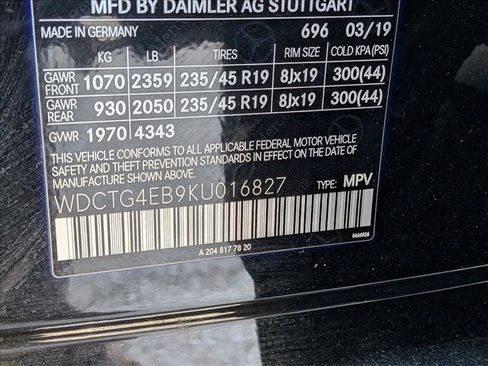 MFD BY DAIMLER AG STUTTGART
MADE IN GERMANY 696 03/19
KG LB TIRES RIM SIZE COLD KPA (PSI)
GAWR FRONT 1070 2359 235/45 R19 8Jx19 300(44)
GAWR REAR 930 2050 235/45 R19 8Jx19 300(44)
GVWR 1970 4343
THIS VEHICLE CONFORMS TO ALL APPLICABLE FEDERAL MOTOR VEHICLE
SAFETY AND THEFT PREVENTION STANDARDS IN EFFECT ON THE DATE OF
MANUFACTURE SHOWN ABOVE.
WDCTG4EB9KU016827 TYPE: MPV
A 204 817 78 20